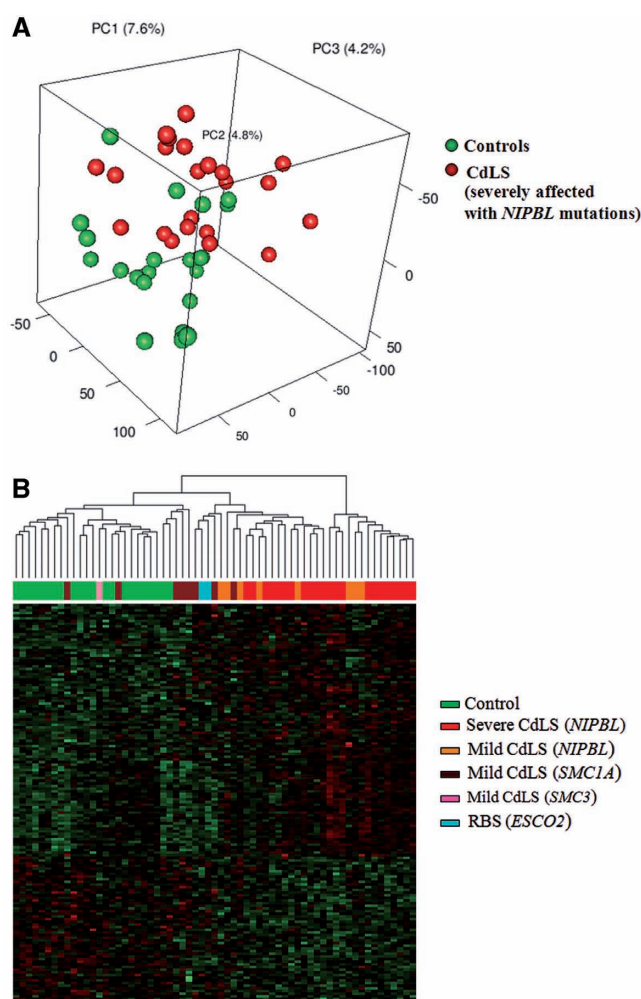 A
PC1 (7.6%)
PC3 (4.2%)
PC2 (4.8%)
Controls
CdLS
(severely affected
with NIPBL mutations)
-50
0
50
-50
0
50
100
-100
-50
0
50
B
Control
Severe CdLS (NIPBL)
Mild CdLS (NIPBL)
Mild CdLS (SMC1A)
Mild CdLS (SMC3)
RBS (ESCO2)